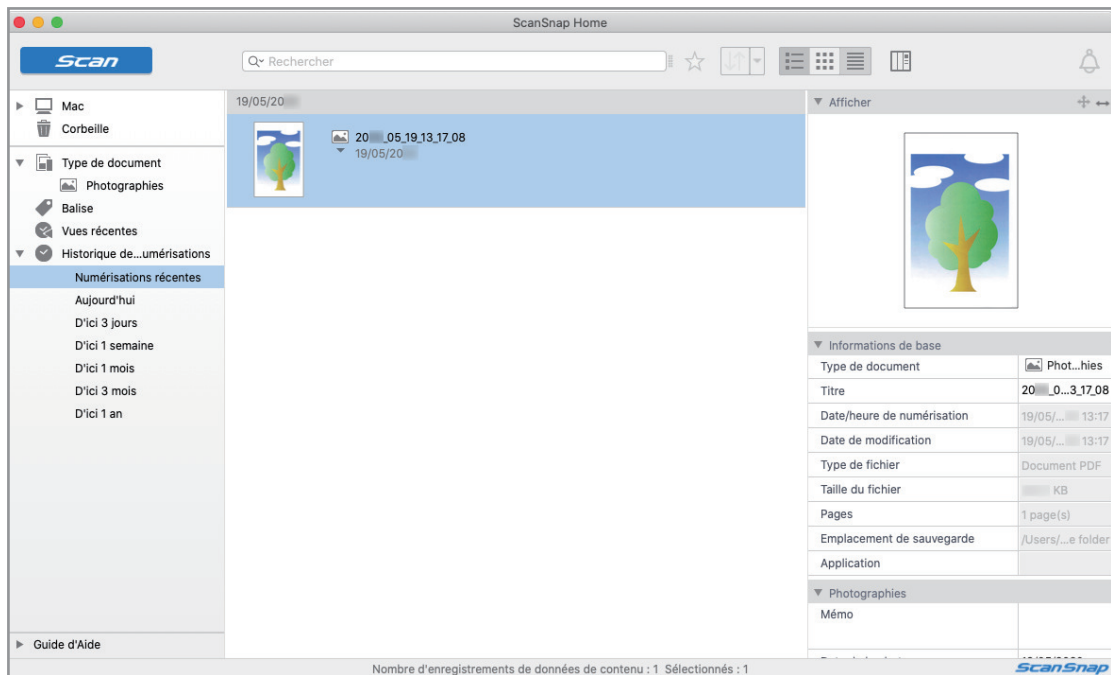 ScanSnap Home
Scan
Rechercher
Mac
Corbeille
Type de document
Photographies
Balise
Vues récentes
Historique de...umérisations
Numérisations récentes
Aujourd'hui
D'ici 3 jours
D'ici 1 semaine
D'ici 1 mois
D'ici 3 mois
D'ici 1 an
Guide d'Aide
19/05/20
20 _05_19_13_17_08
19/05/20
Afficher
Informations de base
Type de document Phot...hies
Titre 20 _0...3_17_08
Date/heure de numérisation 19/05/... 13:17
Date de modification 19/05/... 13:17
Type de fichier Document PDF
Taille du fichier KB
Pages 1 page(s)
Emplacement de sauvegarde /Users/...e folder
Application
Photographies
Mémo
Nombre d'enregistrements de données de contenu : 1 Sélectionnés : 1
ScanSnap